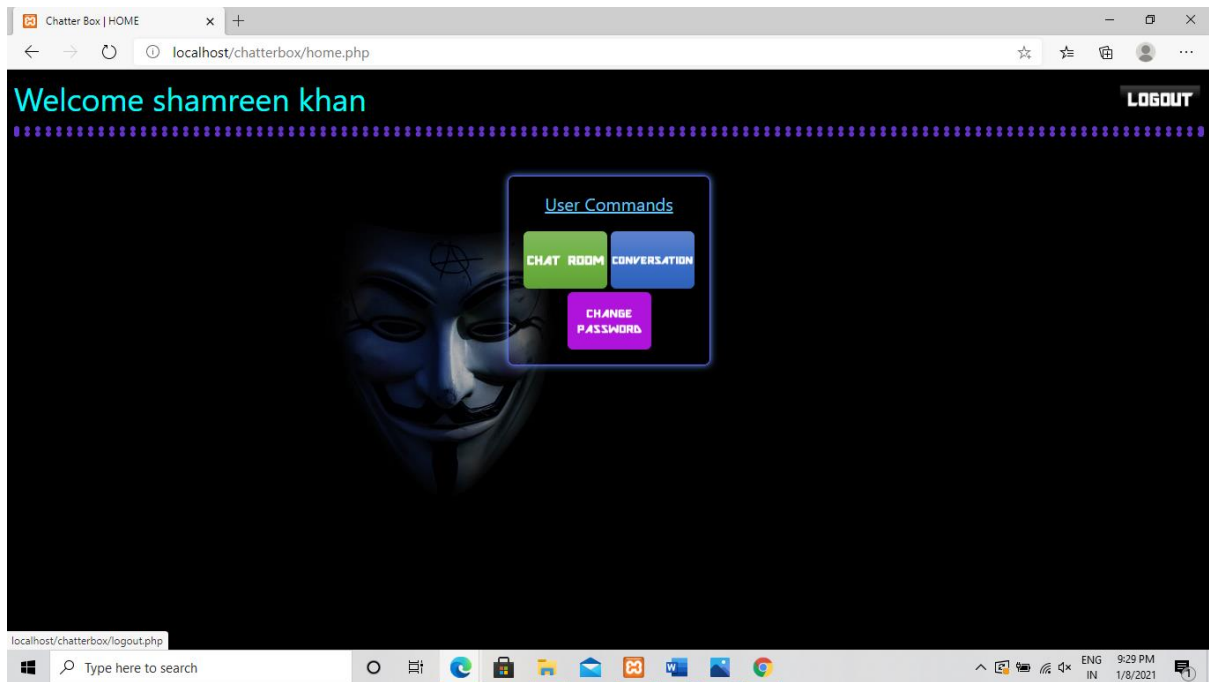 Chatter Box | HOME
localhost/chatterbox/home.php
Welcome shamreen khan
LOGOUT
User Commands
CHAT ROOM
CONVERSATION
CHANGE
PASSWORD
localhost/chatterbox/logout.php
Type here to search
ENG
IN
9:29 PM
1/8/2021
1